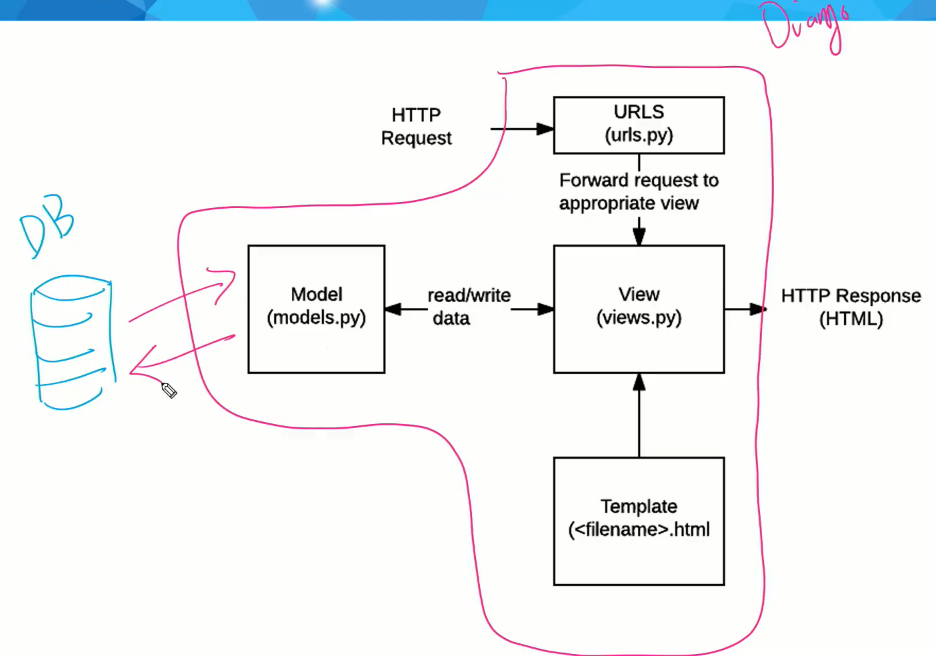 Django
HTTP
Request
URLS
(urls.py)
Forward request to
appropriate view
DB
Model
(models.py)
read/write
data
View
(views.py)
HTTP Response
(HTML)
Template
(<filename>.html